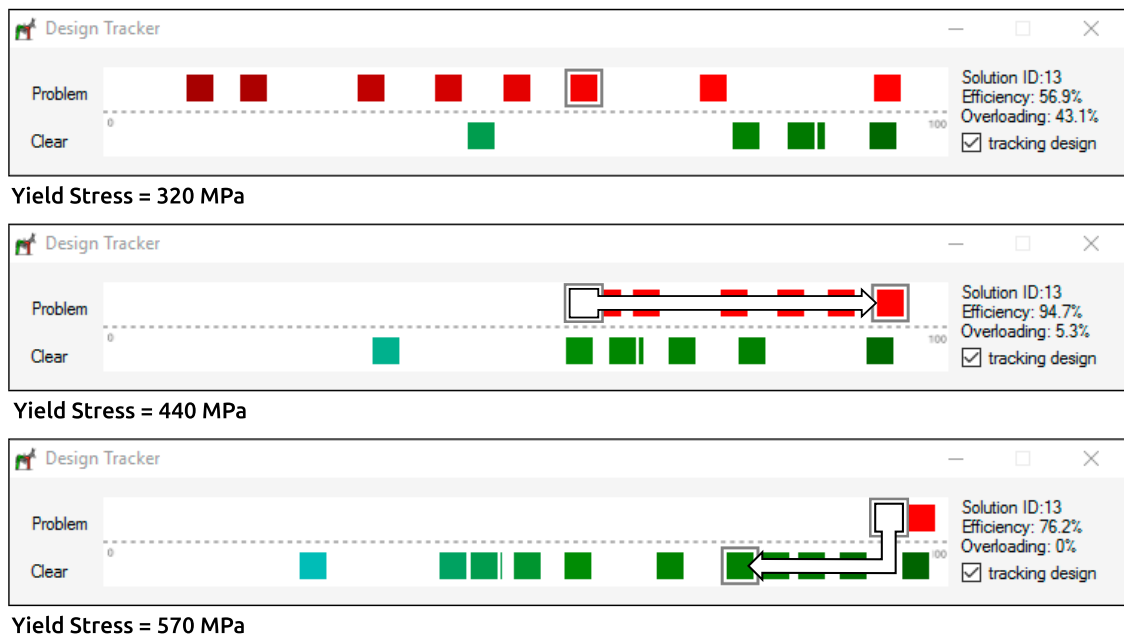 Design Tracker
Problem
Clear
0
100
Solution ID:13
Efficiency: 56.9%
Overloading: 43.1%
tracking design
Yield Stress = 320 MPa
Design Tracker
Problem
Clear
0
100
Solution ID:13
Efficiency: 94.7%
Overloading: 5.3%
tracking design
Yield Stress = 440 MPa
Design Tracker
Problem
Clear
0
00
Solution ID:13
Efficiency: 76.2%
Overloading: 0%
tracking design
Yield Stress = 570 MPa